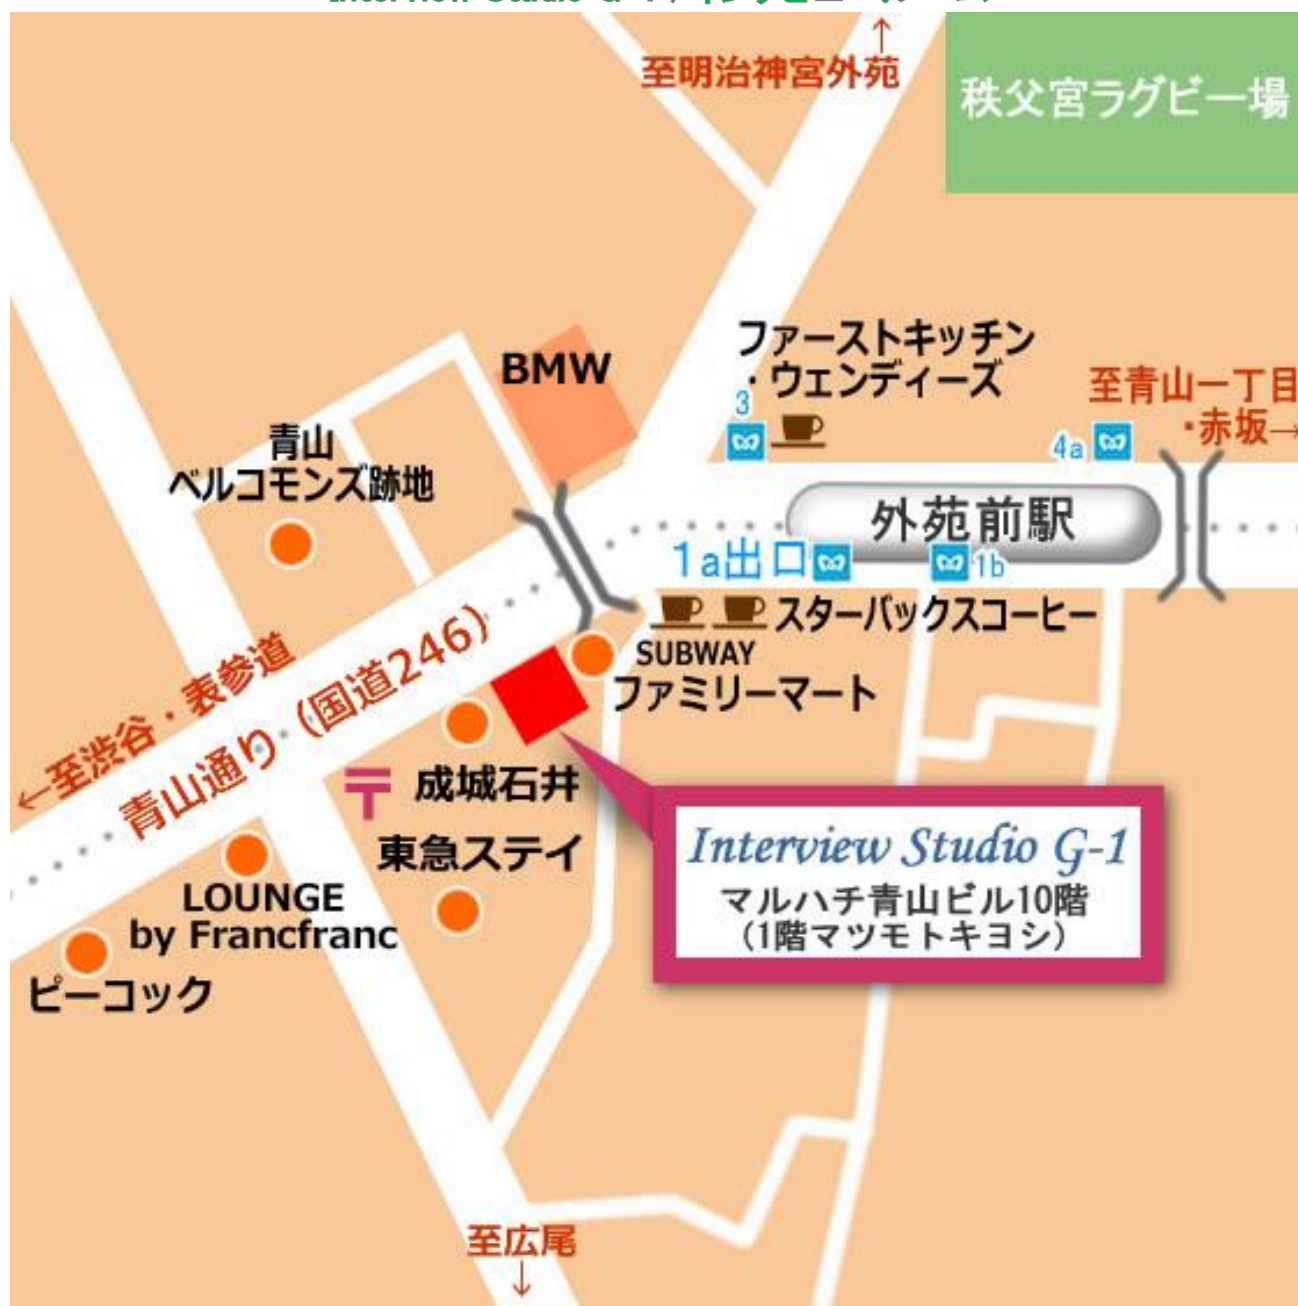 ↑
至明治神宮外苑
秩父宮ラグビー場
ファーストキッチン
・ウェンディーズ
BMW
3
至青山一丁目
・赤坂→
4a
青山
ベルコモンズ跡地
外苑前駅
1a出口
1b
スターバックスコーヒー
SUBWAY
ファミリーマート
←至渋谷・表参道
青山通り(国道246)
〒
成城石井
東急ステイ
Interview Studio G-1
マルハチ青山ビル10階
(1階マツモトキヨシ)
LOUNGE
by Francfranc
ピーコック
至広尾
↓